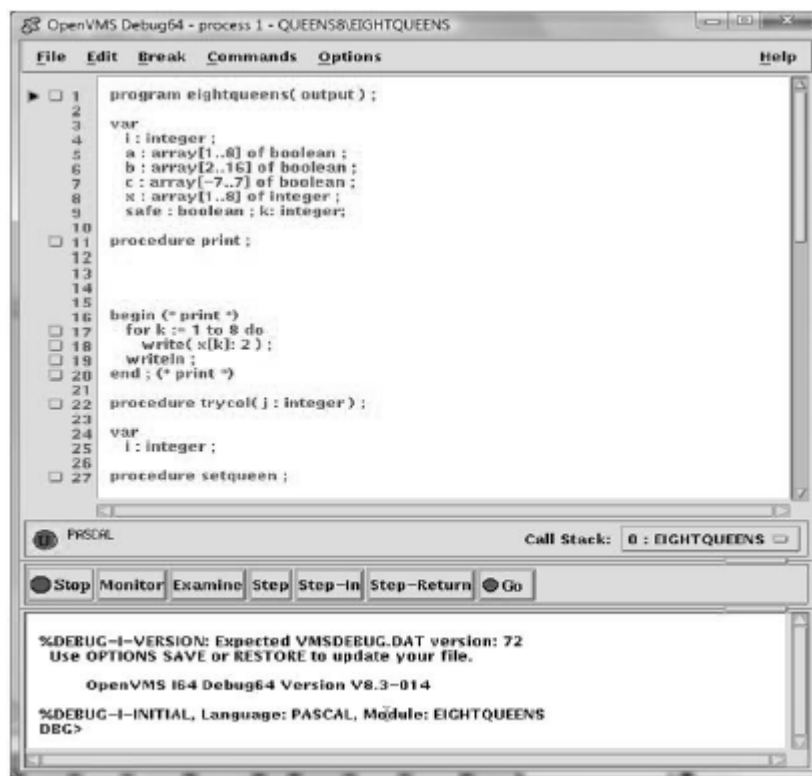 OpenVMS Debug64 - process 1 - QUEENS8\EIGHTQUEENS
File Edit Break Commands Options Help
1 program eightqueens( output ) ;
2
3 var
4 i : integer ;
5 a : array[1..8] of boolean ;
6 b : array[2..16] of boolean ;
7 c : array[-7..7] of boolean ;
8 x : array[1..8] of integer ;
9 safe : boolean ; k: integer;
10
11 procedure print ;
12
13
14
15
16 begin (* print *)
17 for k := 1 to 8 do
18 write( x[k]: 2 ) ;
19 writeln ;
20 end ; (* print *)
21
22 procedure trycol( j : integer ) ;
23
24 var
25 i : integer ;
26
27 procedure setqueen ;
U PASCAL Call Stack: 0 : EIGHTQUEENS
Stop Monitor Examine Step Step-In Step-Return Go
%DEBUG-I-VERSION: Expected VMSDEBUG.DAT version: 72
Use OPTIONS SAVE or RESTORE to update your file.
OpenVMS I64 Debug64 Version V8.3-014
%DEBUG-I-INITIAL, Language: PASCAL, Module: EIGHTQUEENS
DBG>